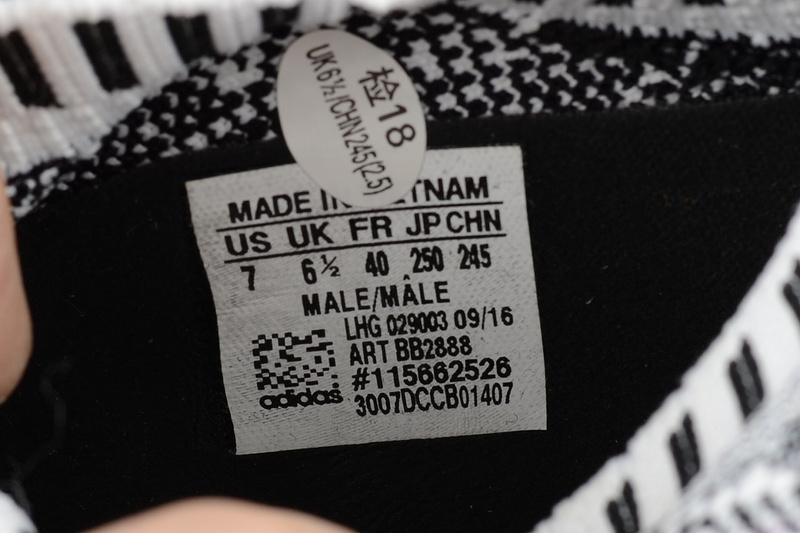 检18
UK6½/CHN245(2.5)
MADE IN VIETNAM
US UK FR JP CHN
7 6½ 40 250 245
MALE/MÂLE
LHG 029003 09/16
ART BB2888
#115662526
adidas 3007DCCB01407